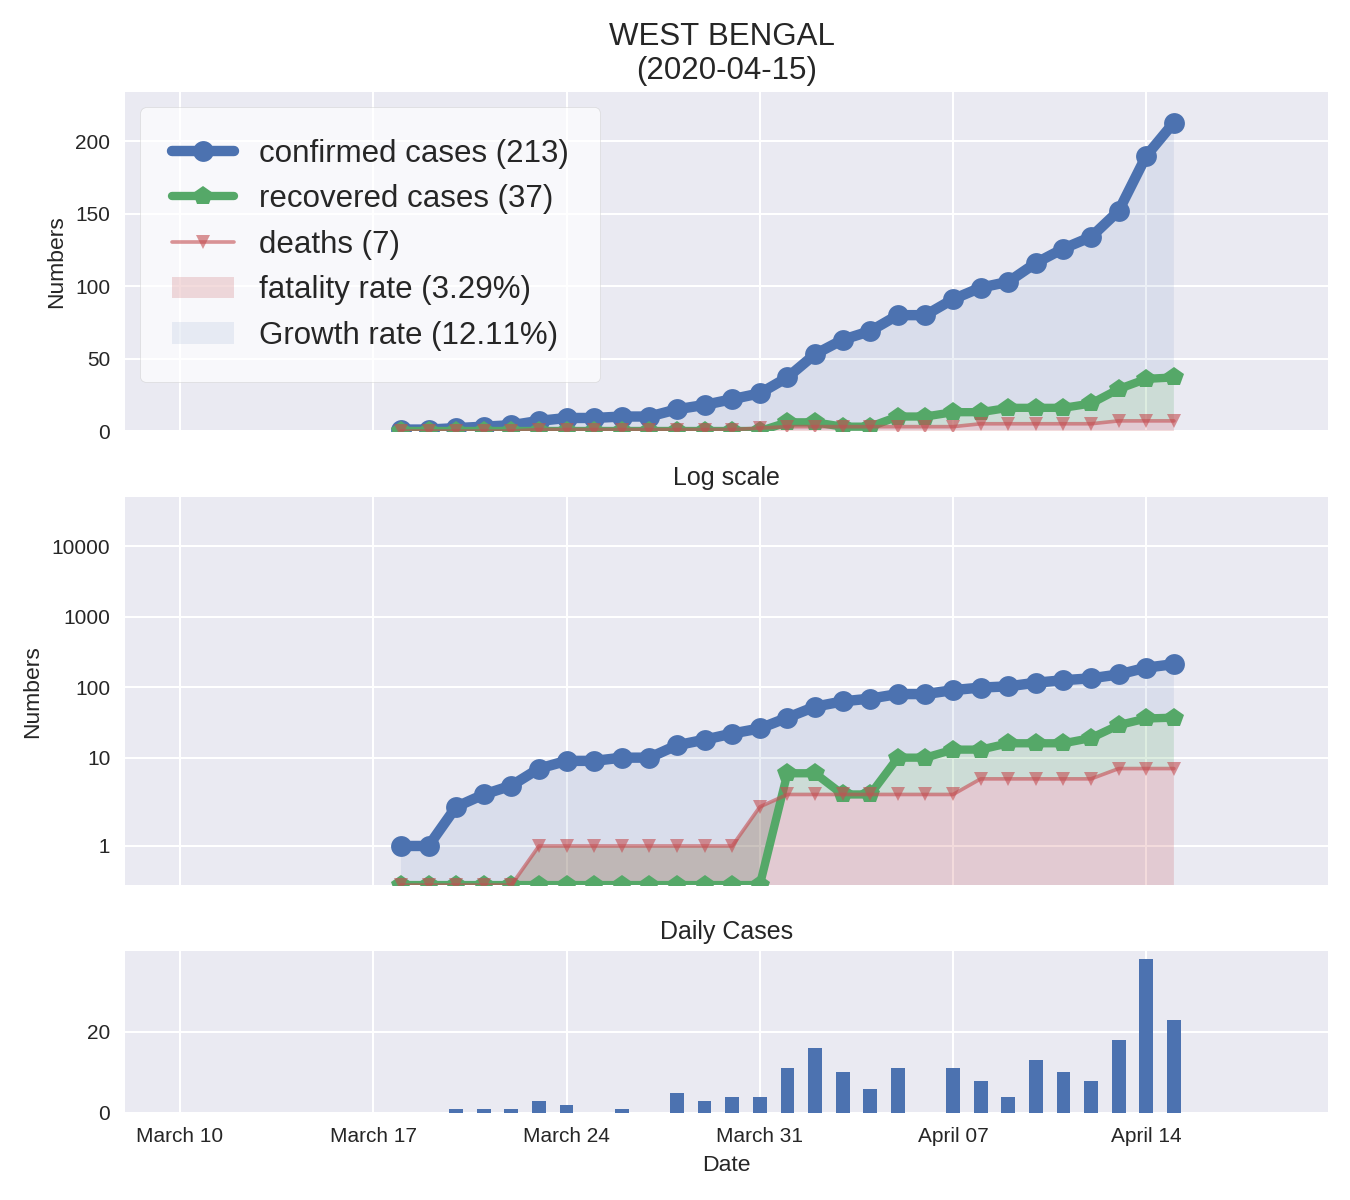 WEST BENGAL
(2020-04-15)
confirmed cases (213)
recovered cases (37)
deaths (7)
fatality rate (3.29%)
Growth rate (12.11%)
Numbers
200
150
100
50
0
Log scale
Numbers
10000
1000
100
10
1
Daily Cases
20
0
March 10 March 17 March 24 March 31 April 07 April 14
Date